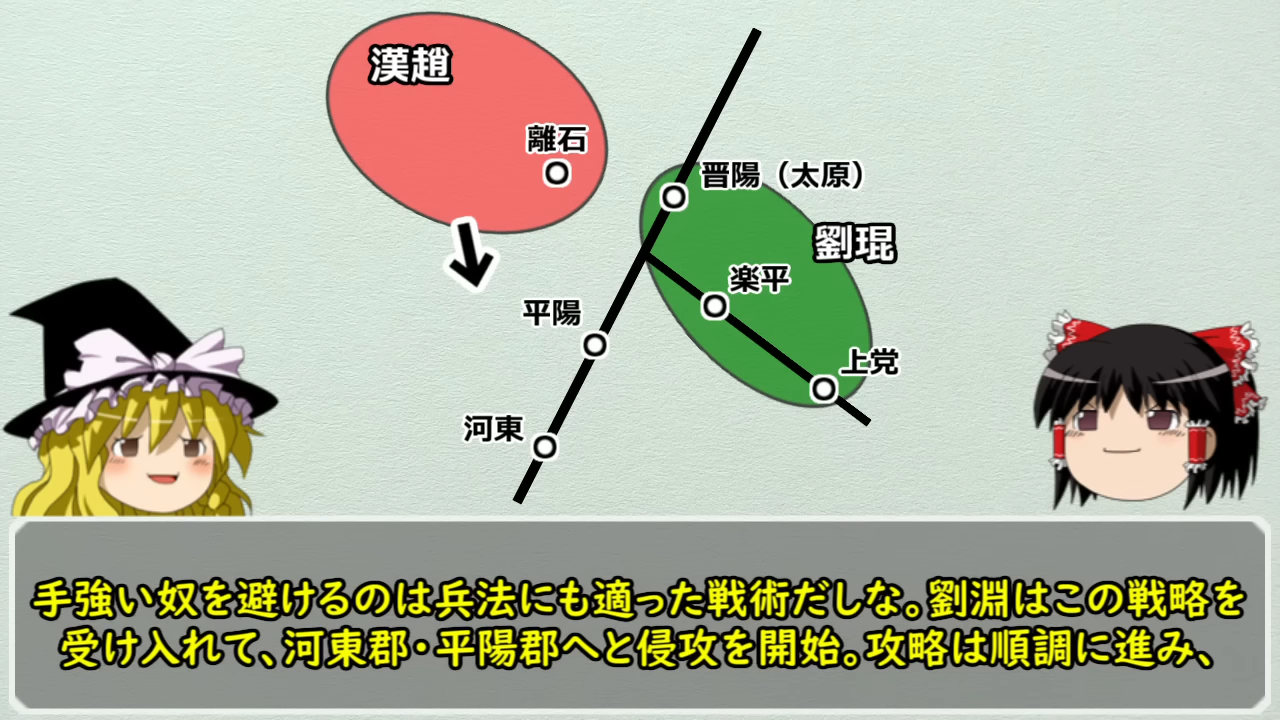 漢趙
離石
晋陽（太原）
劉琨
楽平
平陽
上党
河東
手強い奴を避けるのは兵法にも適った戦術だしな。劉淵はこの戦略を
受け入れて、河東郡・平陽郡へと侵攻を開始。攻略は順調に進み、